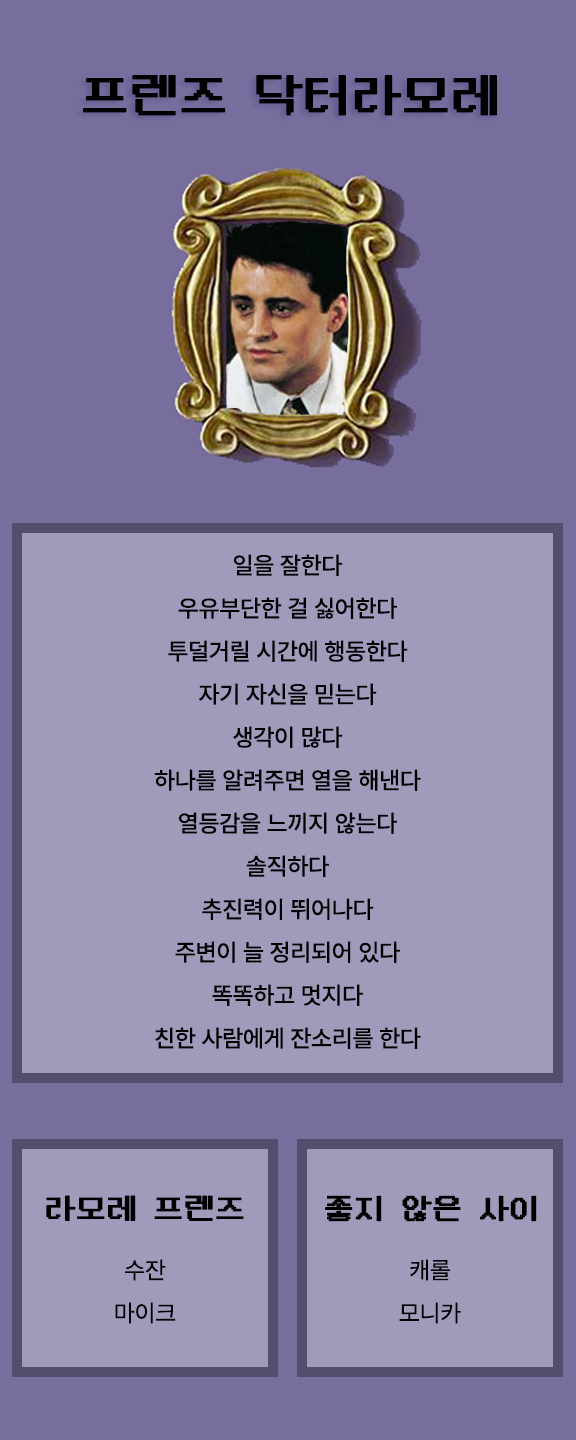 프렌즈 닥터라모레
일을 잘한다
우유부단한 걸 싫어한다
투덜거릴 시간에 행동한다
자기 자신을 믿는다
생각이 많다
하나를 알려주면 열을 해낸다
열등감을 느끼지 않는다
솔직하다
추진력이 뛰어나다
주변이 늘 정리되어 있다
똑똑하고 멋지다
친한 사람에게 잔소리를 한다
라모레 프렌즈
수잔
마이크
좋지 않은 사이
캐롤
모니카